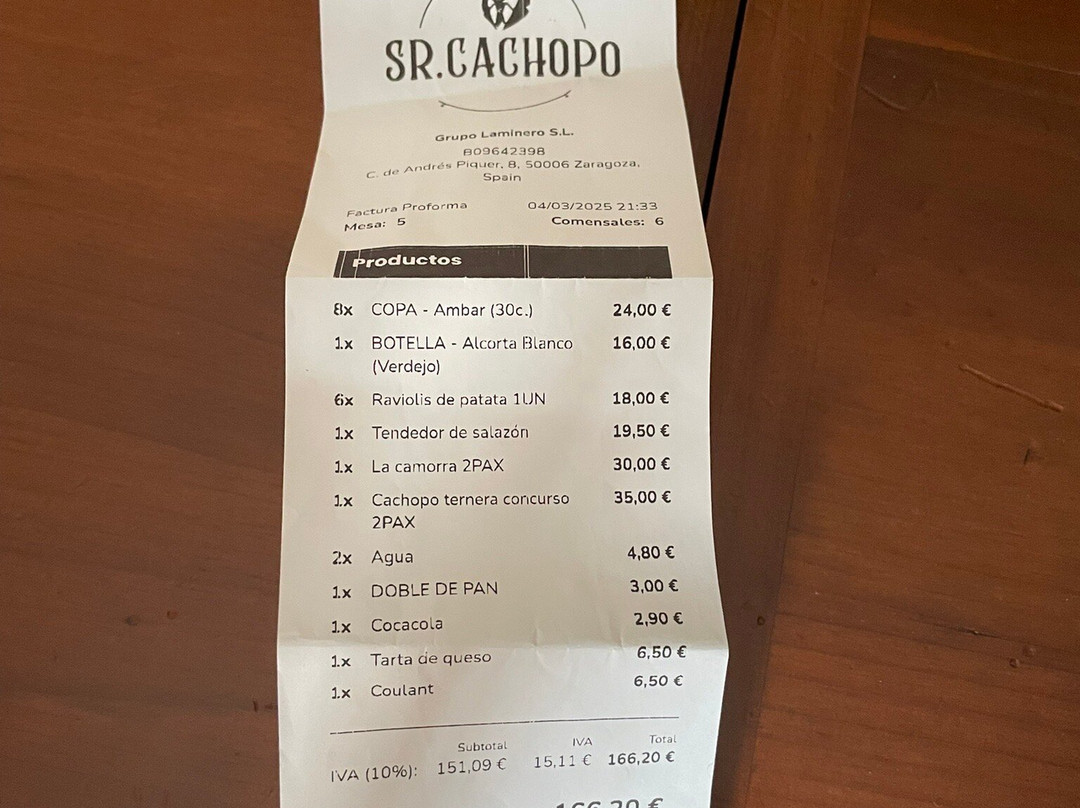 SR.CACHOPO
Grupo Laminero S.L.
B09642398
C. de Andrés Piquer, 8, 50006 Zaragoza,
Spain
Factura Proforma 04/03/2025 21:33
Mesa: 5 Comensales: 6
Productos
8x COPA - Ambar (30c.) 24,00 €
1x BOTELLA - Alcorta Blanco 16,00 €
(Verdejo)
6x Raviolis de patata 1UN 18,00 €
1x Tendedor de salazón 19,50 €
1x La camorra 2PAX 30,00 €
1x Cachopo ternera concurso 35,00 €
2PAX
2x Agua 4,80 €
1x DOBLE DE PAN 3,00 €
1x Cocacola 2,90 €
1x Tarta de queso 6,50 €
1x Coulant 6,50 €
Subtotal IVA Total
IVA (10%): 151,09 € 15,11 € 166,20 €
166,20 €